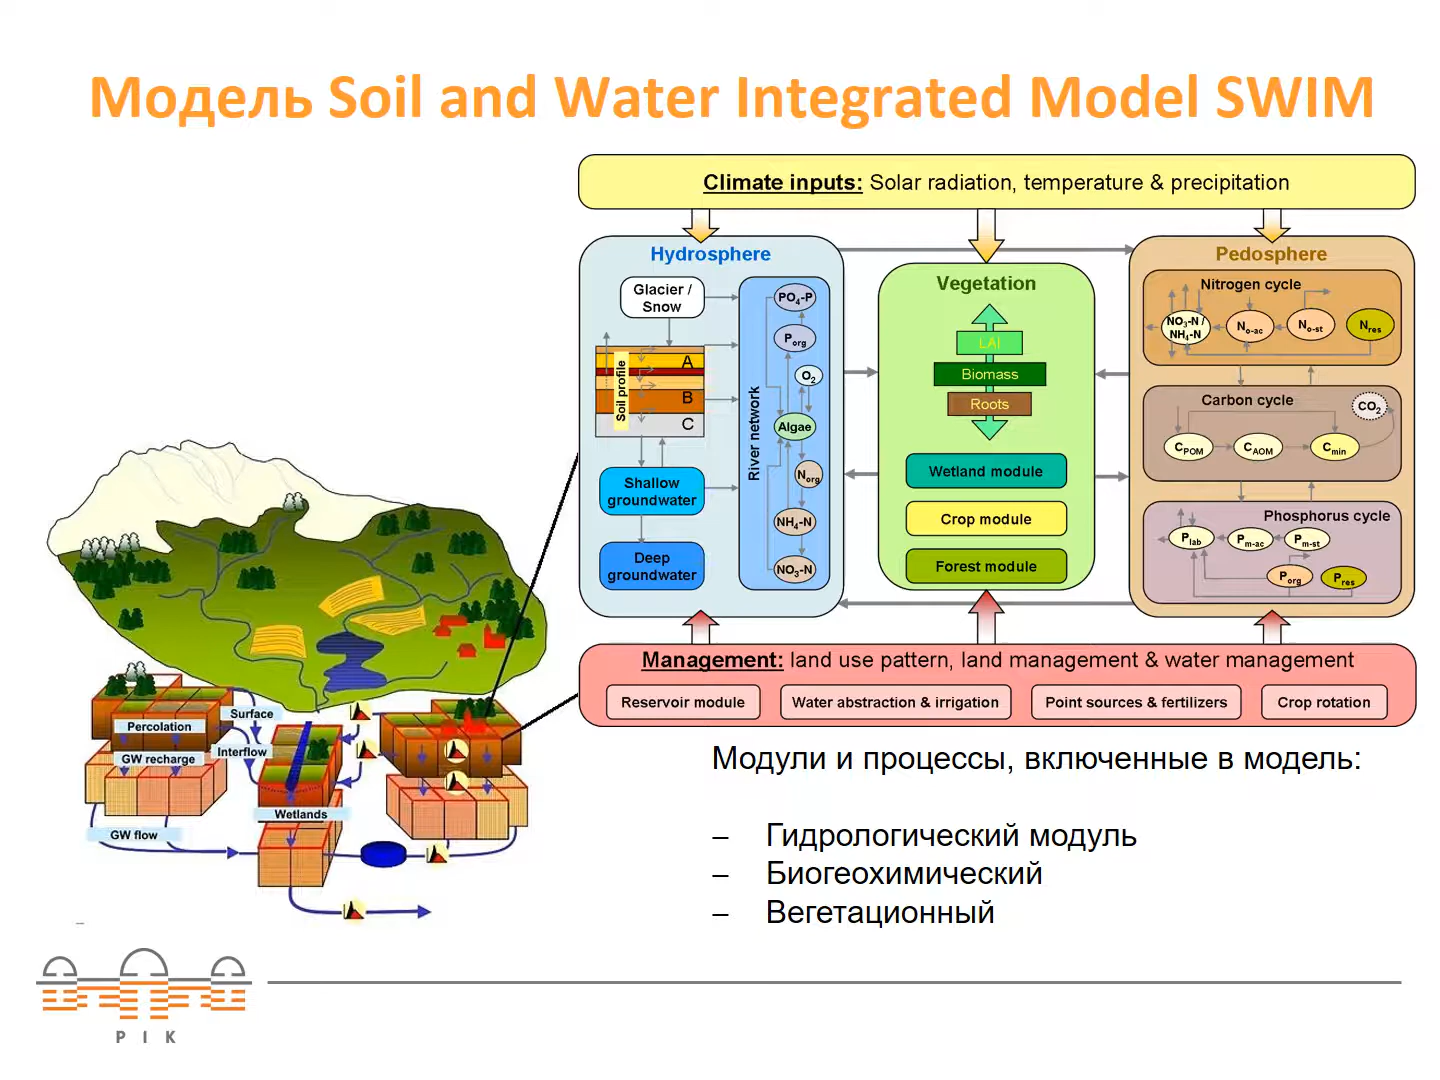 Модель Soil and Water Integrated Model SWIM
Climate inputs: Solar radiation, temperature & precipitation
Hydrosphere
Glacier /
Snow
Soil profile
A
B
C
Shallow
groundwater
Deep
groundwater
River network
PO4-P
Porg
O2
Algae
Norg
NH4-N
NO3-N
Vegetation
LAI
Biomass
Roots
Wetland module
Crop module
Forest module
Pedosphere
Nitrogen cycle
NO3-N /
NH4-N
No-ac
No-st
Nres
Carbon cycle
CO2
CPOM
CAOM
Cmin
Phosphorus cycle
Plab
Pm-ac
Pm-st
Porg
Pres
Management: land use pattern, land management & water management
Reservoir module
Water abstraction & irrigation
Point sources & fertilizers
Crop rotation
Percolation
Surface
GW recharge
Interflow
Wetlands
GW flow
Модули и процессы, включенные в модель:
– Гидрологический модуль
– Биогеохимический
– Вегетационный
–
P I K